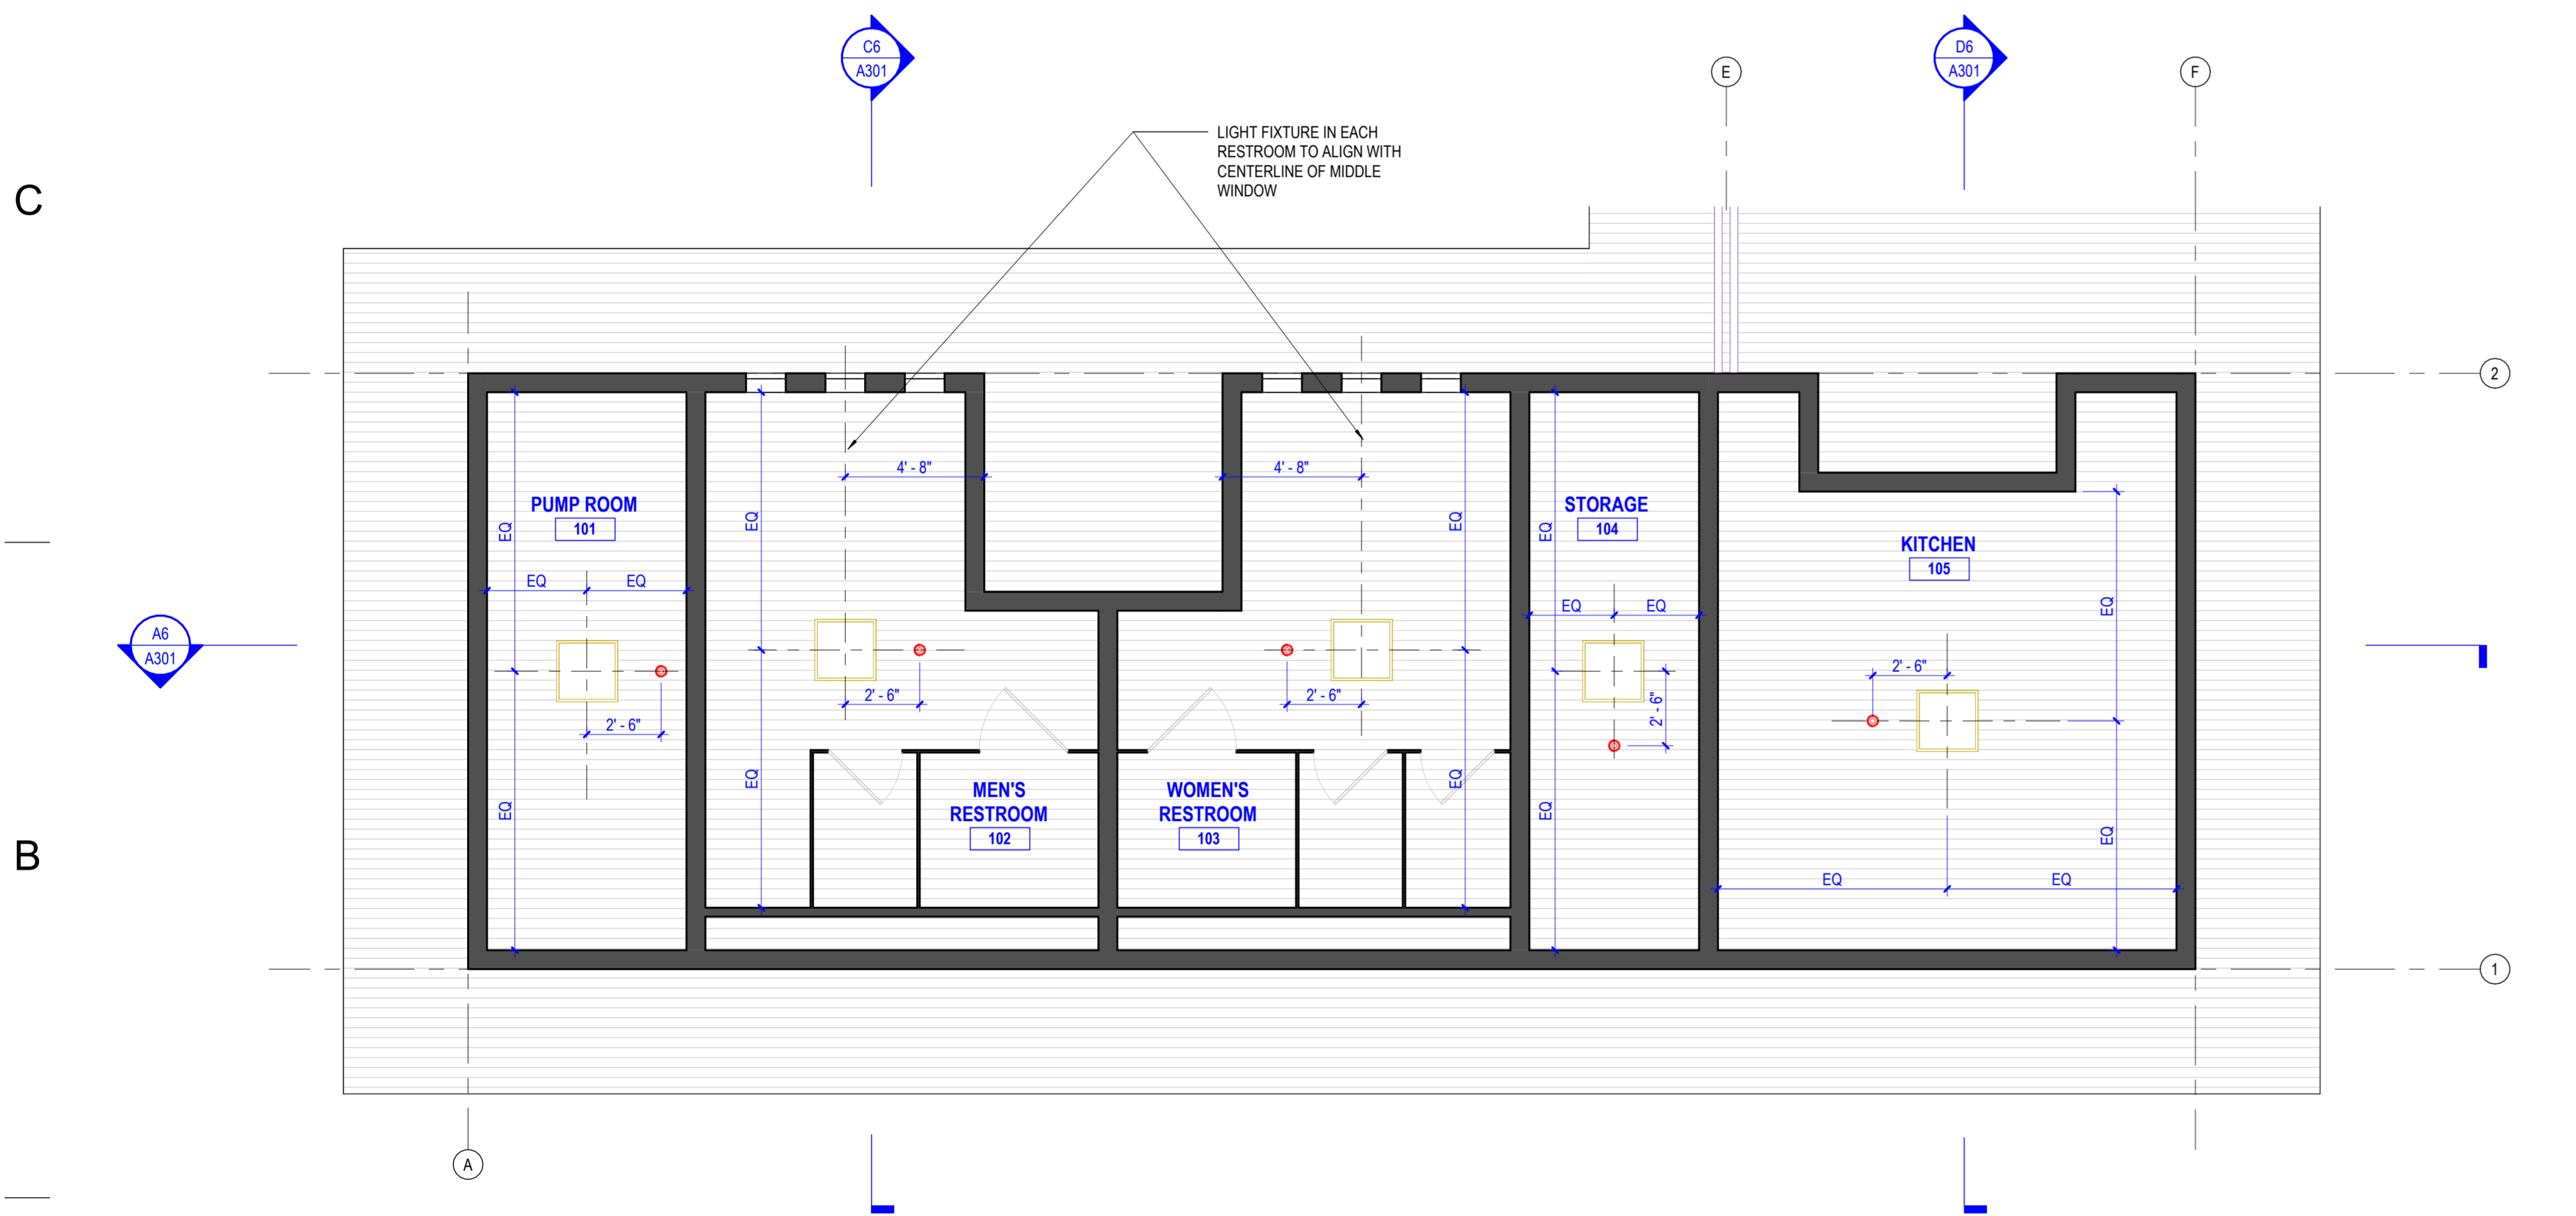 C6
A301
D6
A301
E
F
LIGHT FIXTURE IN EACH
RESTROOM TO ALIGN WITH
CENTERLINE OF MIDDLE
WINDOW
C
2
4' - 8"
4' - 8"
PUMP ROOM
101
STORAGE
104
KITCHEN
105
EQ
EQ
EQ
EQ
EQ
EQ
EQ
EQ
EQ
EQ
A6
A301
2' - 6"
2' - 6"
2' - 6"
2' - 6"
2' - 6"
MEN'S
RESTROOM
102
WOMEN'S
RESTROOM
103
EQ
EQ
EQ
EQ
EQ
B
EQ
EQ
1
A